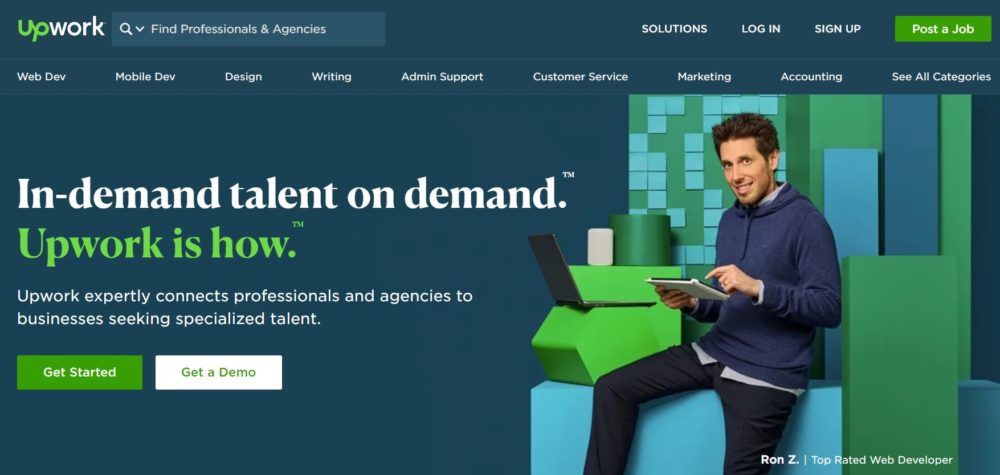 upwork Find Professionals & Agencies SOLUTIONS LOG IN SIGN UP Post a Job
Web Dev Mobile Dev Design Writing Admin Support Customer Service Marketing Accounting See All Categories
In-demand talent on demand.™
Upwork is how.™
Upwork expertly connects professionals and agencies to
businesses seeking specialized talent.
Get Started Get a Demo
Ron Z. | Top Rated Web Developer